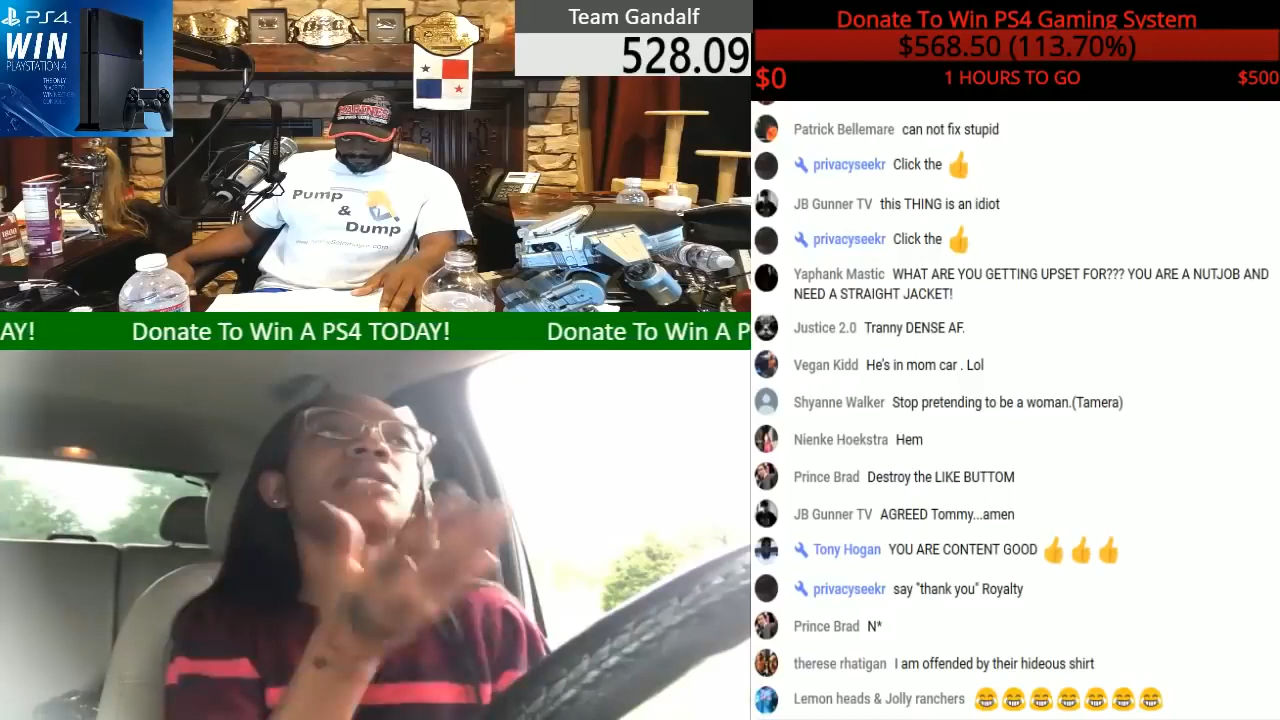 PS4
WIN
PLAYSTATION 4
Team Gandalf
528.09
MARINES
Pump
&
Dump
AY! Donate To Win A PS4 TODAY! Donate To Win A P
Donate To Win PS4 Gaming System
$568.50 (113.70%)
$0 1 HOURS TO GO $500
Patrick Bellemare can not fix stupid
privacyseekr Click the 👍
JB Gunner TV this THING is an idiot
privacyseekr Click the 👍
Yaphank Mastic WHAT ARE YOU GETTING UPSET FOR??? YOU ARE A NUTJOB AND
NEED A STRAIGHT JACKET!
Justice 2.0 Tranny DENSE AF.
Vegan Kidd He's in mom car . Lol
Shyanne Walker Stop pretending to be a woman.(Tamera)
Nienke Hoekstra Hem
Prince Brad Destroy the LIKE BUTTOM
JB Gunner TV AGREED Tommy...amen
Tony Hogan YOU ARE CONTENT GOOD 👍👍👍
privacyseekr say "thank you" Royalty
Prince Brad N*
therese rhatigan I am offended by their hideous shirt
Lemon heads & Jolly ranchers 😂😂😂😂😂😂😂